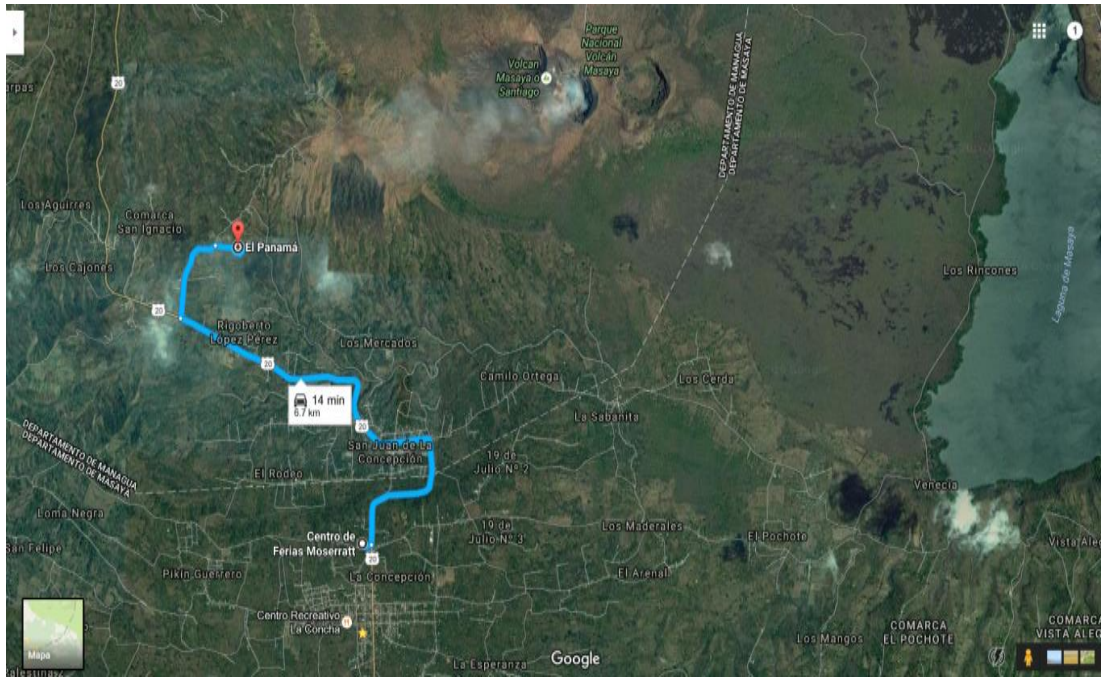 Parque
Nacional
Volcán
Masaya
Volcan
Masaya o
Santiago
1
20
DEPARTAMENTO DE MANAGUA
DEPARTAMENTO DE MASAYA
Los Aguirres
Comarca
San Ignacio
El Panamá
Los Cajones
Los Rincones
Laguna de Masaya
20
Rigoberto
López Pérez
Los Mercados
20
Camilo Ortega
Los Cerda
14 min
6.7 km
La Sabanita
20
San Juan de La
Concepción
DEPARTAMENTO DE MANAGUA
DEPARTAMENTO DE MASAYA
19 de
Julio Nº 2
El Rodeo
Venecia
Loma Negra
19 de
Julio Nº 3
Los Maderales
Centro de
Ferias Moserratt
El Pochote
Vista Aleg
San Felipe
20
Pikín Guerrero
La Concepción
El Arenal
Centro Recreativo
La Concha
COMARCA
EL POCHOTE
COMARCA
VISTA ALEG
Los Mangos
Mapa
La Esperanza
Google